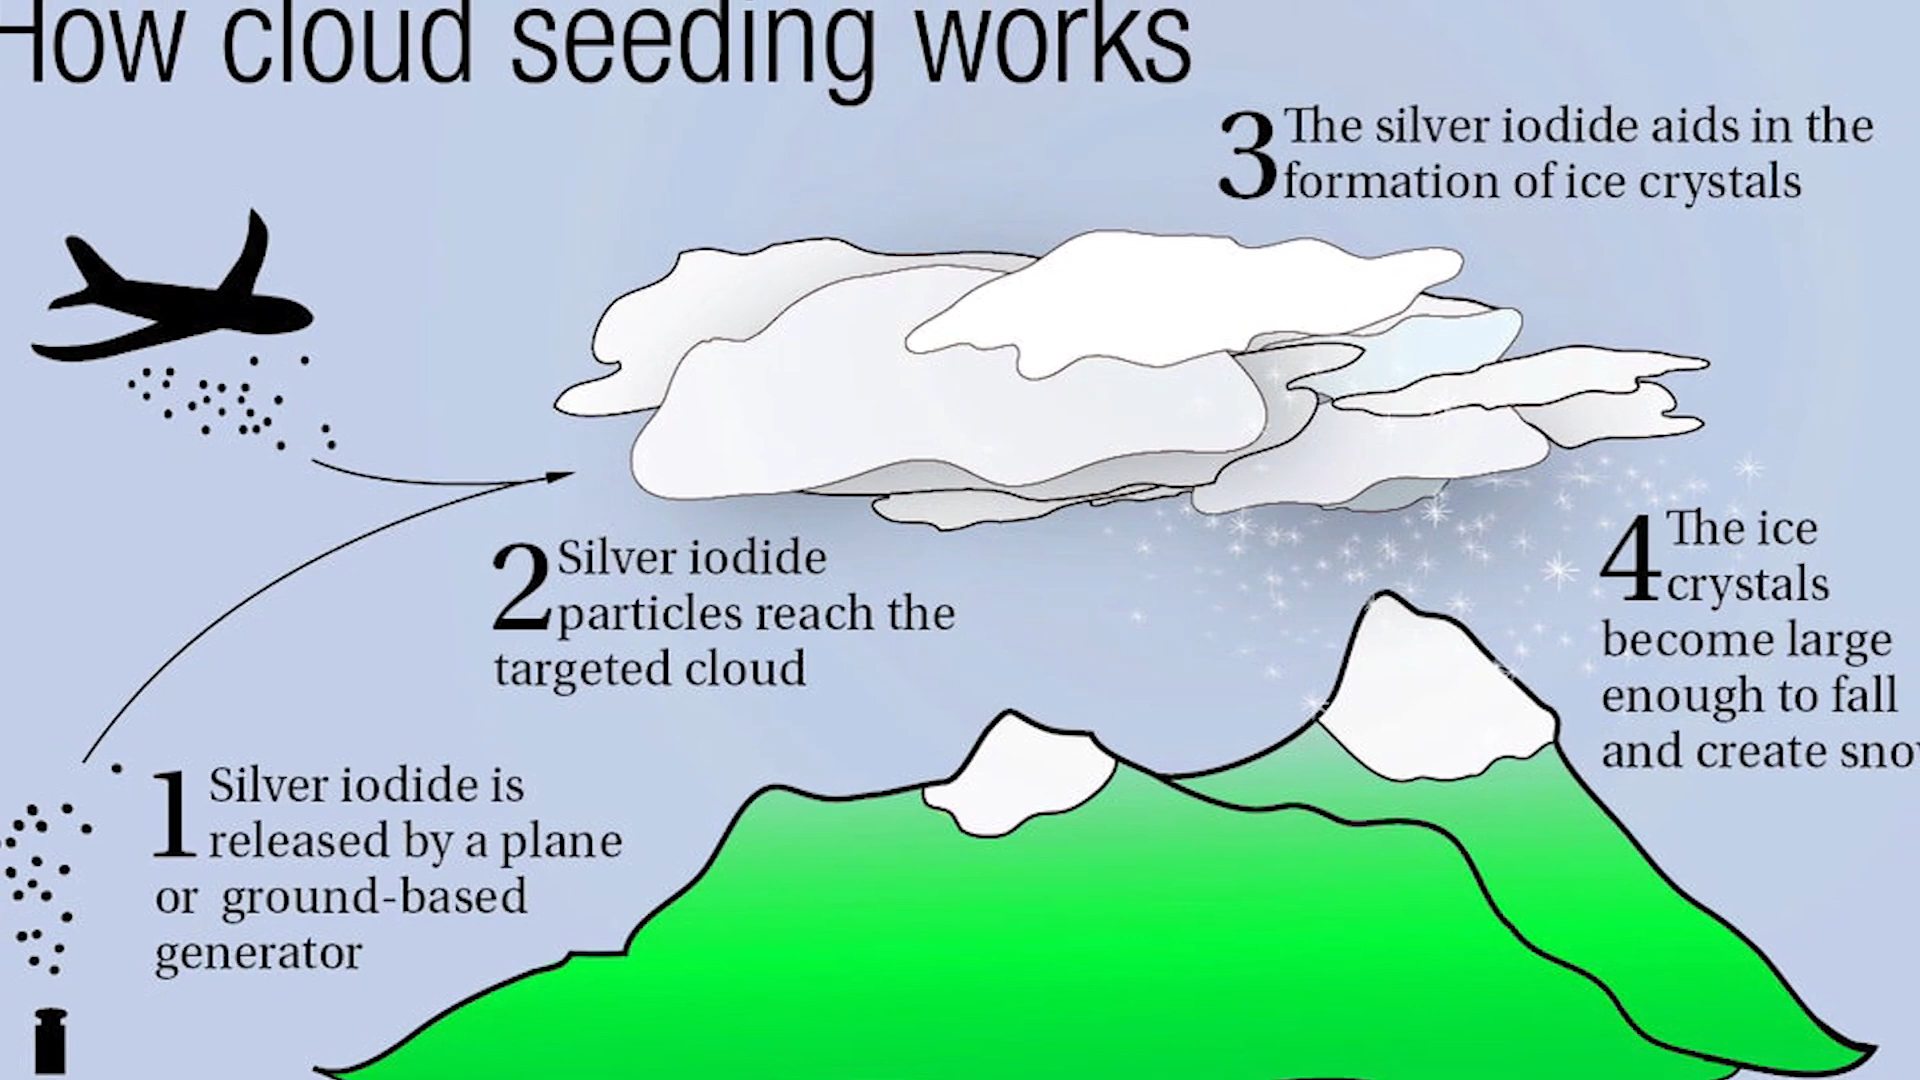 How cloud seeding works
3 The silver iodide aids in the
formation of ice crystals
2 Silver iodide
particles reach the
targeted cloud
4 The ice
crystals
become large
enough to fall
and create sno
1 Silver iodide is
released by a plane
or ground-based
generator